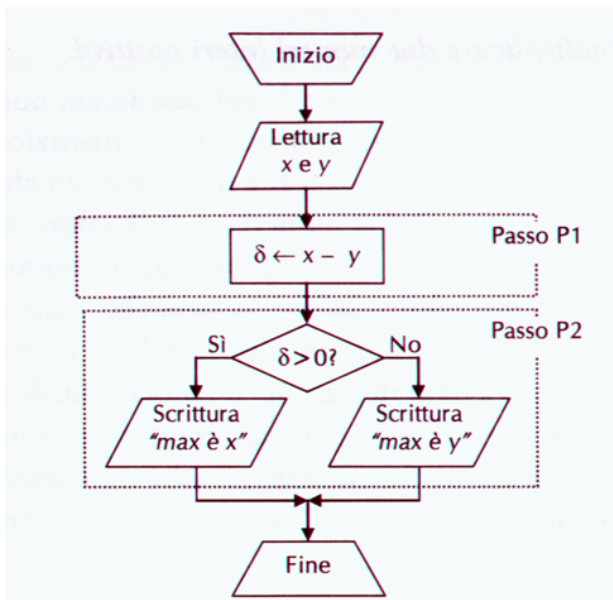 Inizio
Lettura
x e y
Passo P1
δ ← x – y
Passo P2
Sì
δ > 0?
No
Scrittura
“max è x”
Scrittura
“max è y”
Fine